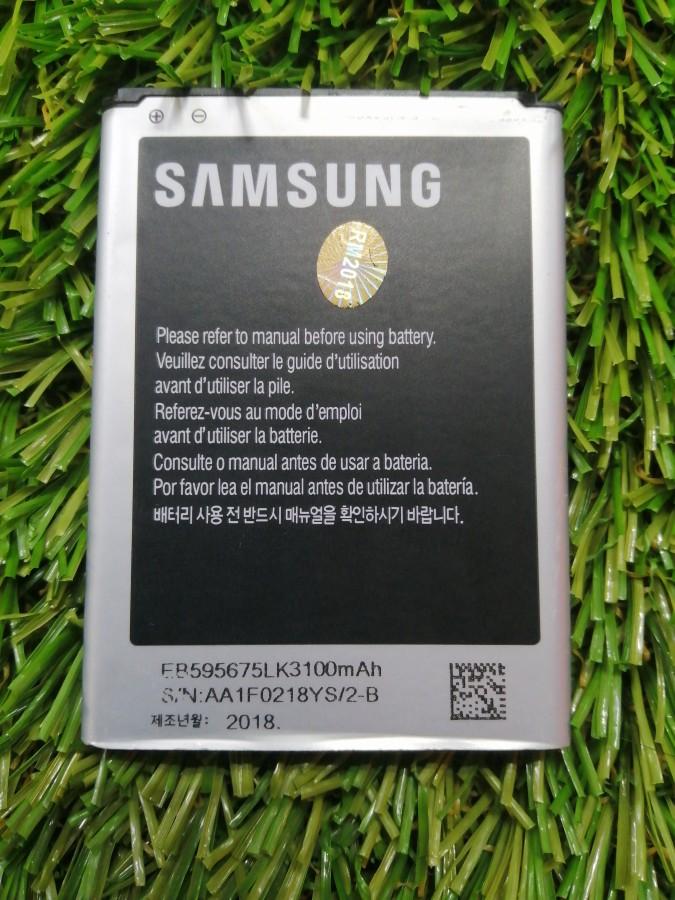 SAMSUNG
RM2018
Please refer to manual before using battery.
Veuillez consulter le guide d'utilisation
avant d'utiliser la pile.
Referez-vous au mode d'emploi
avant d'utiliser la batterie.
Consulte o manual antes de usar a bateria.
Por favor lea el manual antes de utilizar la batería.
배터리 사용 전 반드시 매뉴얼을 확인하시기 바랍니다.
EB595675LK3100mAh
S/N:AA1F0218YS/2-B
제조년월: 2018.